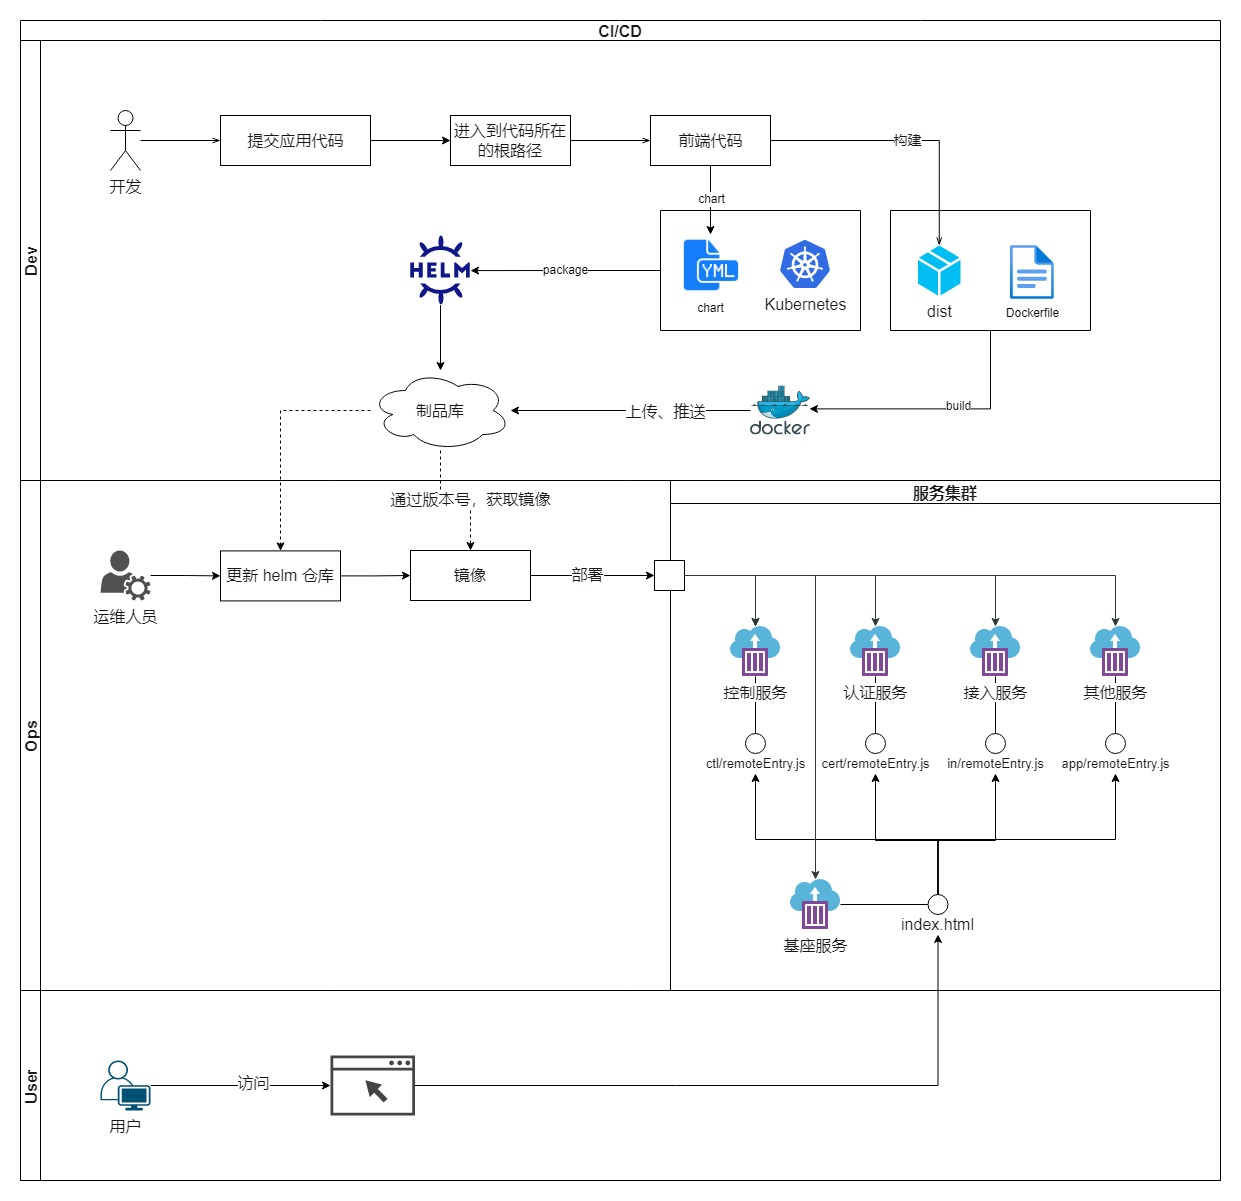 CI/CD
Dev
开发
提交应用代码
进入到代码所在
的根路径
前端代码
构建
chart
HELM
package
YML
chart
Kubernetes
dist
Dockerfile
制品库
上传、推送
docker
build
Ops
通过版本号，获取镜像
服务集群
运维人员
更新 helm 仓库
镜像
部署
控制服务
认证服务
接入服务
其他服务
ctl/remoteEntry.js
cert/remoteEntry.js
in/remoteEntry.js
app/remoteEntry.js
基座服务
index.html
User
用户
访问